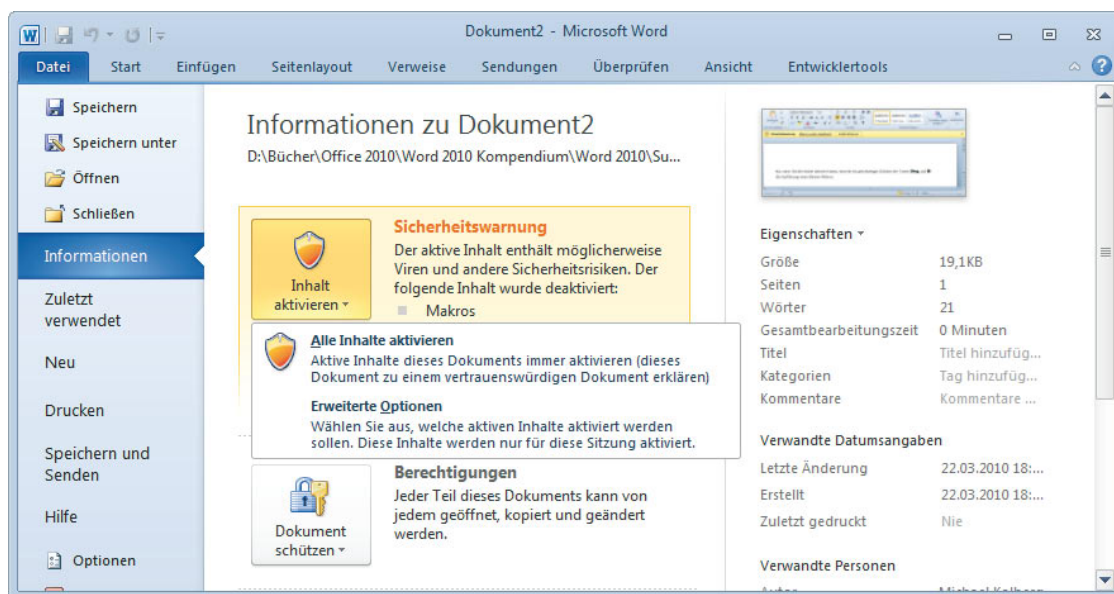 Dokument2 - Microsoft Word
Datei Start Einfügen Seitenlayout Verweise Sendungen Überprüfen Ansicht Entwicklertools
Speichern
Speichern unter
Öffnen
Schließen
Informationen
Zuletzt
verwendet
Neu
Drucken
Speichern und
Senden
Hilfe
Optionen
Informationen zu Dokument2
D:\Bücher\Office 2010\Word 2010 Kompendium\Word 2010\Su...
Inhalt
aktivieren
Sicherheitswarnung
Der aktive Inhalt enthält möglicherweise
Viren und andere Sicherheitsrisiken. Der
folgende Inhalt wurde deaktiviert:
Makros
Alle Inhalte aktivieren
Aktive Inhalte dieses Dokuments immer aktivieren (dieses
Dokument zu einem vertrauenswürdigen Dokument erklären)
Erweiterte Optionen
Wählen Sie aus, welche aktiven Inhalte aktiviert werden
sollen. Diese Inhalte werden nur für diese Sitzung aktiviert.
Dokument
schützen
Berechtigungen
Jeder Teil dieses Dokuments kann von
jedem geöffnet, kopiert und geändert
werden.
Eigenschaften
Größe 19,1KB
Seiten 1
Wörter 21
Gesamtbearbeitungszeit 0 Minuten
Titel Titel hinzufüg...
Kategorien Tag hinzufüg...
Kommentare Kommentare ...
Verwandte Datumsangaben
Letzte Änderung 22.03.2010 18:...
Erstellt 22.03.2010 18:...
Zuletzt gedruckt Nie
Verwandte Personen